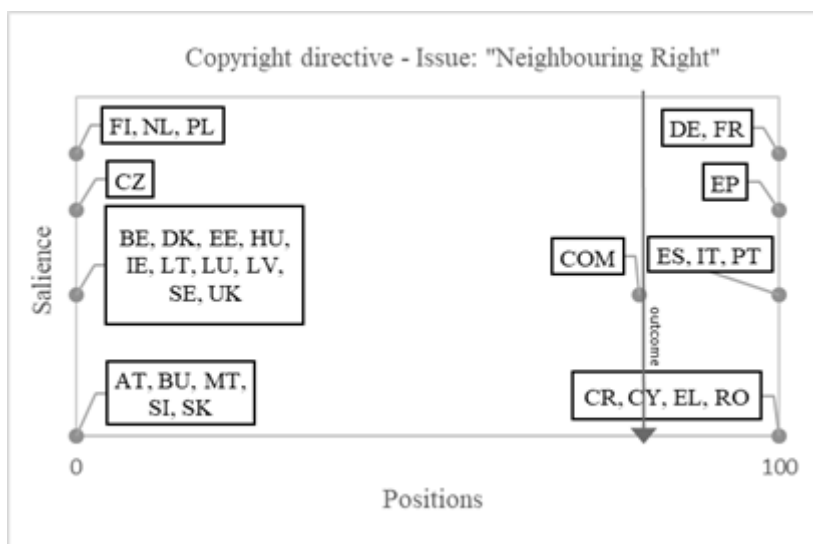 Copyright directive - Issue: "Neighbouring Right"
FI, NL, PL
DE, FR
CZ
EP
BE, DK, EE, HU,
IE, LT, LU, LV,
SE, UK
COM
ES, IT, PT
Salience
outcome
AT, BU, MT,
SI, SK
CR, CY, EL, RO
0
100
Positions